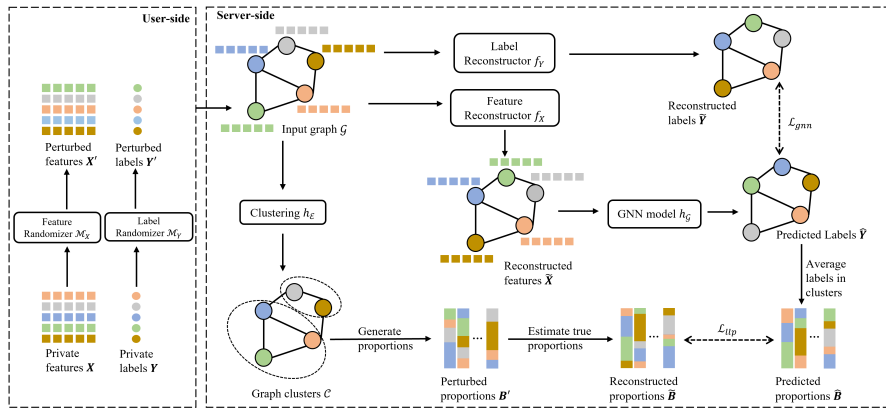 User-side
Perturbed
features X′
Perturbed
labels Y′
Feature
Randomizer ℳ_X
Label
Randomizer ℳ_Y
Private
features X
Private
labels Y
Server-side
Input graph 𝒢
Label
Reconstructor f_Y
Feature
Reconstructor f_X
Reconstructed
labels Ỹ
ℒ_gnn
Clustering h_ℰ
Reconstructed
features X̃
GNN model h_𝒢
Predicted Labels Ŷ
Average
labels in
clusters
Graph clusters 𝒞
Generate
proportions
Perturbed
proportions B′
...
Estimate true
proportions
Reconstructed
proportions B̃
...
ℒ_llp
Predicted
proportions B̂
...